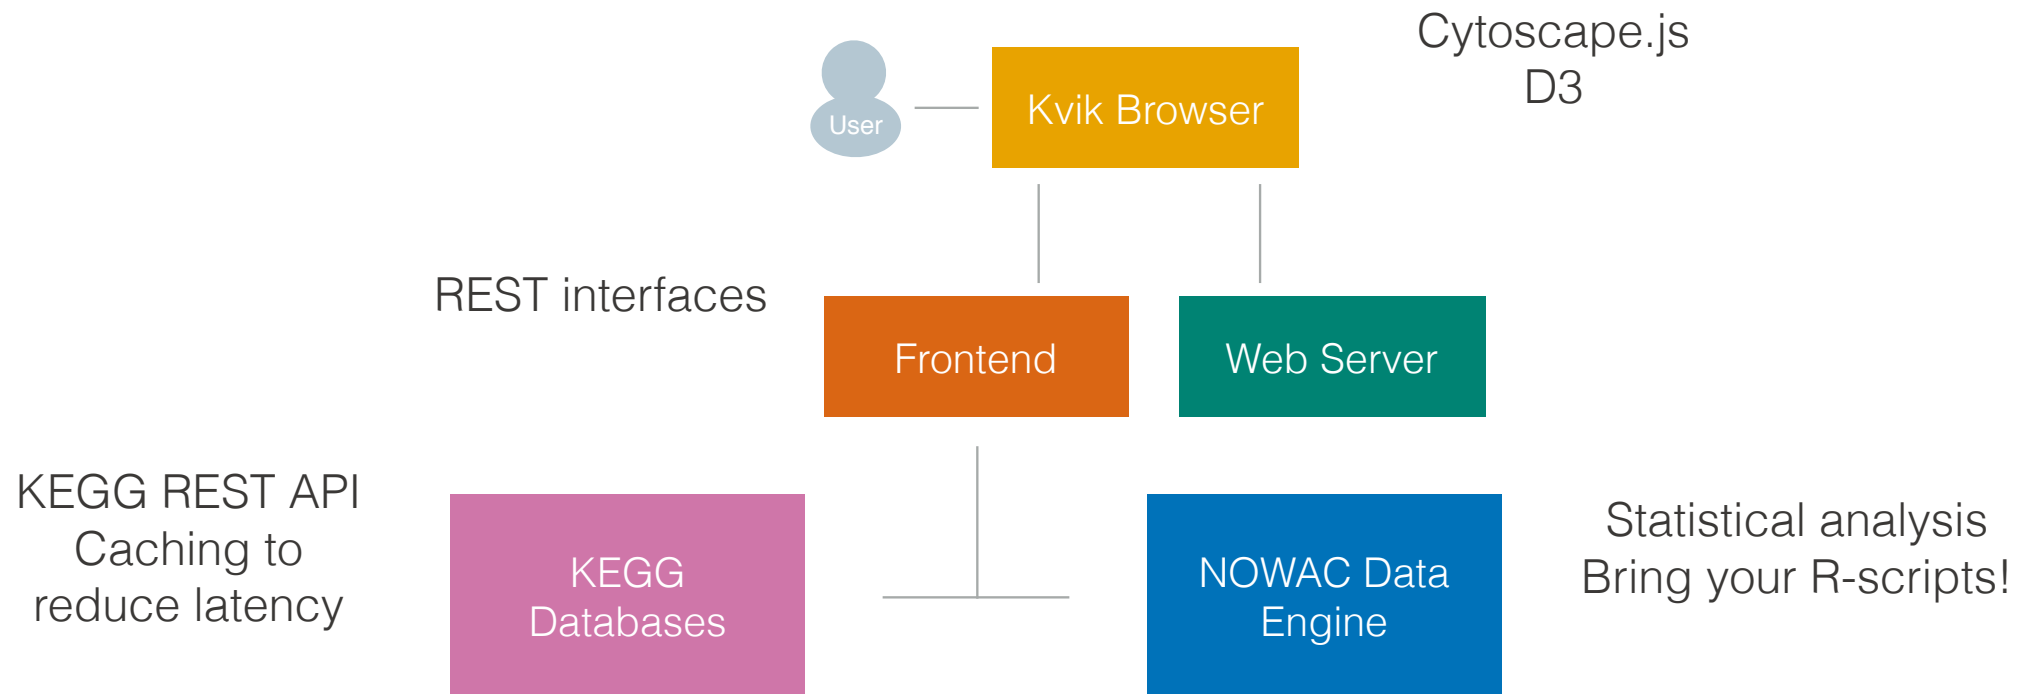 Cytoscape.js
D3
User
Kvik Browser
REST interfaces
Frontend
Web Server
KEGG REST API
Caching to
reduce latency
KEGG
Databases
NOWAC Data
Engine
Statistical analysis
Bring your R-scripts!